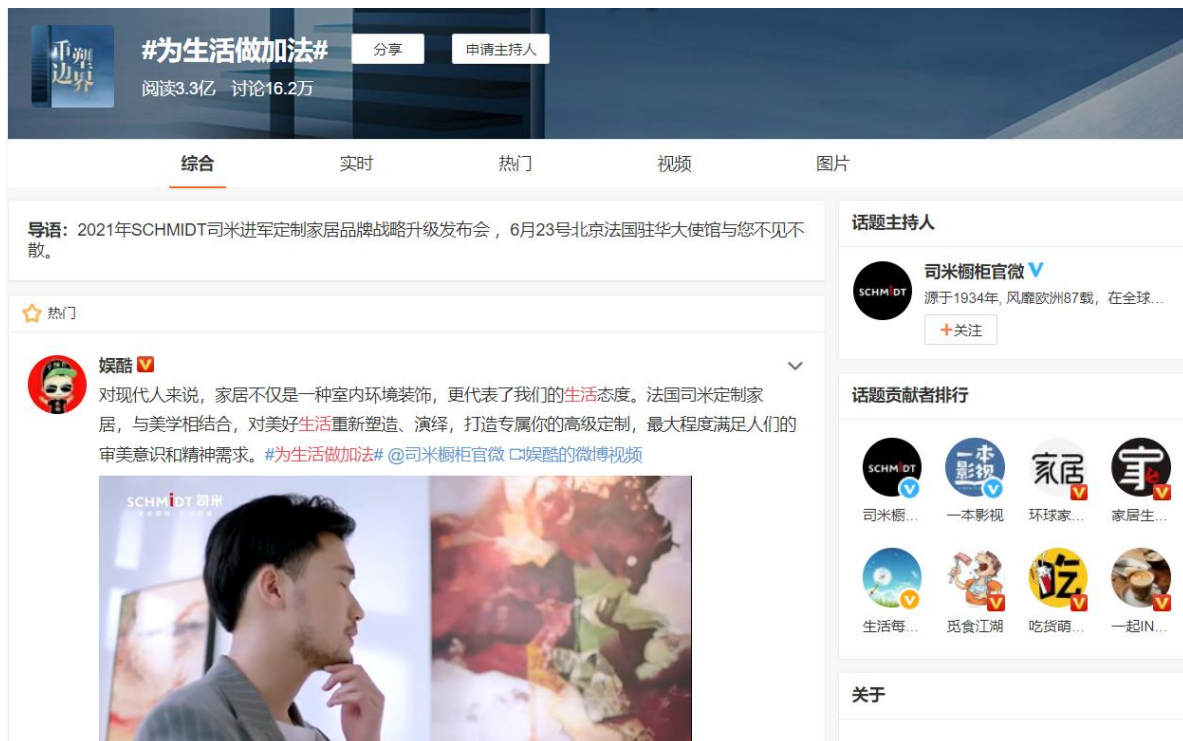 重塑
边界
#为生活做加法#
分享
申请主持人
阅读3.3亿 讨论16.2万
综合
实时
热门
视频
图片
导语：2021年SCHMIDT司米进军定制家居品牌战略升级发布会 ，6月23号北京法国驻华大使馆与您不见不
散。
热门
娱酷
对现代人来说，家居不仅是一种室内环境装饰，更代表了我们的生活态度。法国司米定制家
居，与美学相结合，对美好生活重新塑造、演绎，打造专属你的高级定制，最大程度满足人们的
审美意识和精神需求。#为生活做加法# @司米橱柜官微 娱酷的微博视频
SCHMIDT 司米
话题主持人
SCHMIDT
司米橱柜官微
源于1934年, 风靡欧洲87载，在全球...
+关注
话题贡献者排行
SCHMIDT
一本
影视
家居
家
司米橱...
一本影视
环球家...
家居生...
吃
生活每...
觅食江湖
吃货萌...
一起IN...
关于